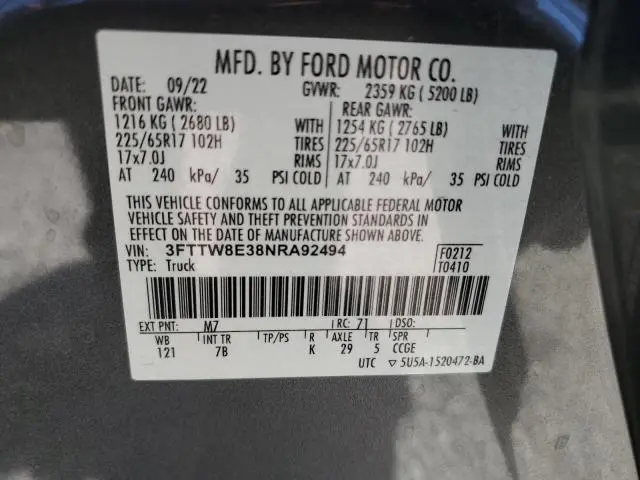 MFD. BY FORD MOTOR CO.
DATE: 09/22 GVWR: 2359 KG ( 5200 LB)
FRONT GAWR: REAR GAWR:
1216 KG ( 2680 LB) WITH 1254 KG ( 2765 LB) WITH
225/65R17 102H TIRES 225/65R17 102H TIRES
17x7.0J RIMS 17x7.0J RIMS
AT 240 kPa/ 35 PSI COLD AT 240 kPa/ 35 PSI COLD
THIS VEHICLE CONFORMS TO ALL APPLICABLE FEDERAL MOTOR
VEHICLE SAFETY AND THEFT PREVENTION STANDARDS IN
EFFECT ON THE DATE OF MANUFACTURE SHOWN ABOVE.
VIN: 3FTTW8E38NRA92494 F0212
TYPE: Truck T0410
EXT PNT: M7 RC: 71 DSO:
WB INT TR TP/PS R AXLE TR SPR
121 7B K 29 5 CCGE
UTC ▽ 5U5A-1520472-BA